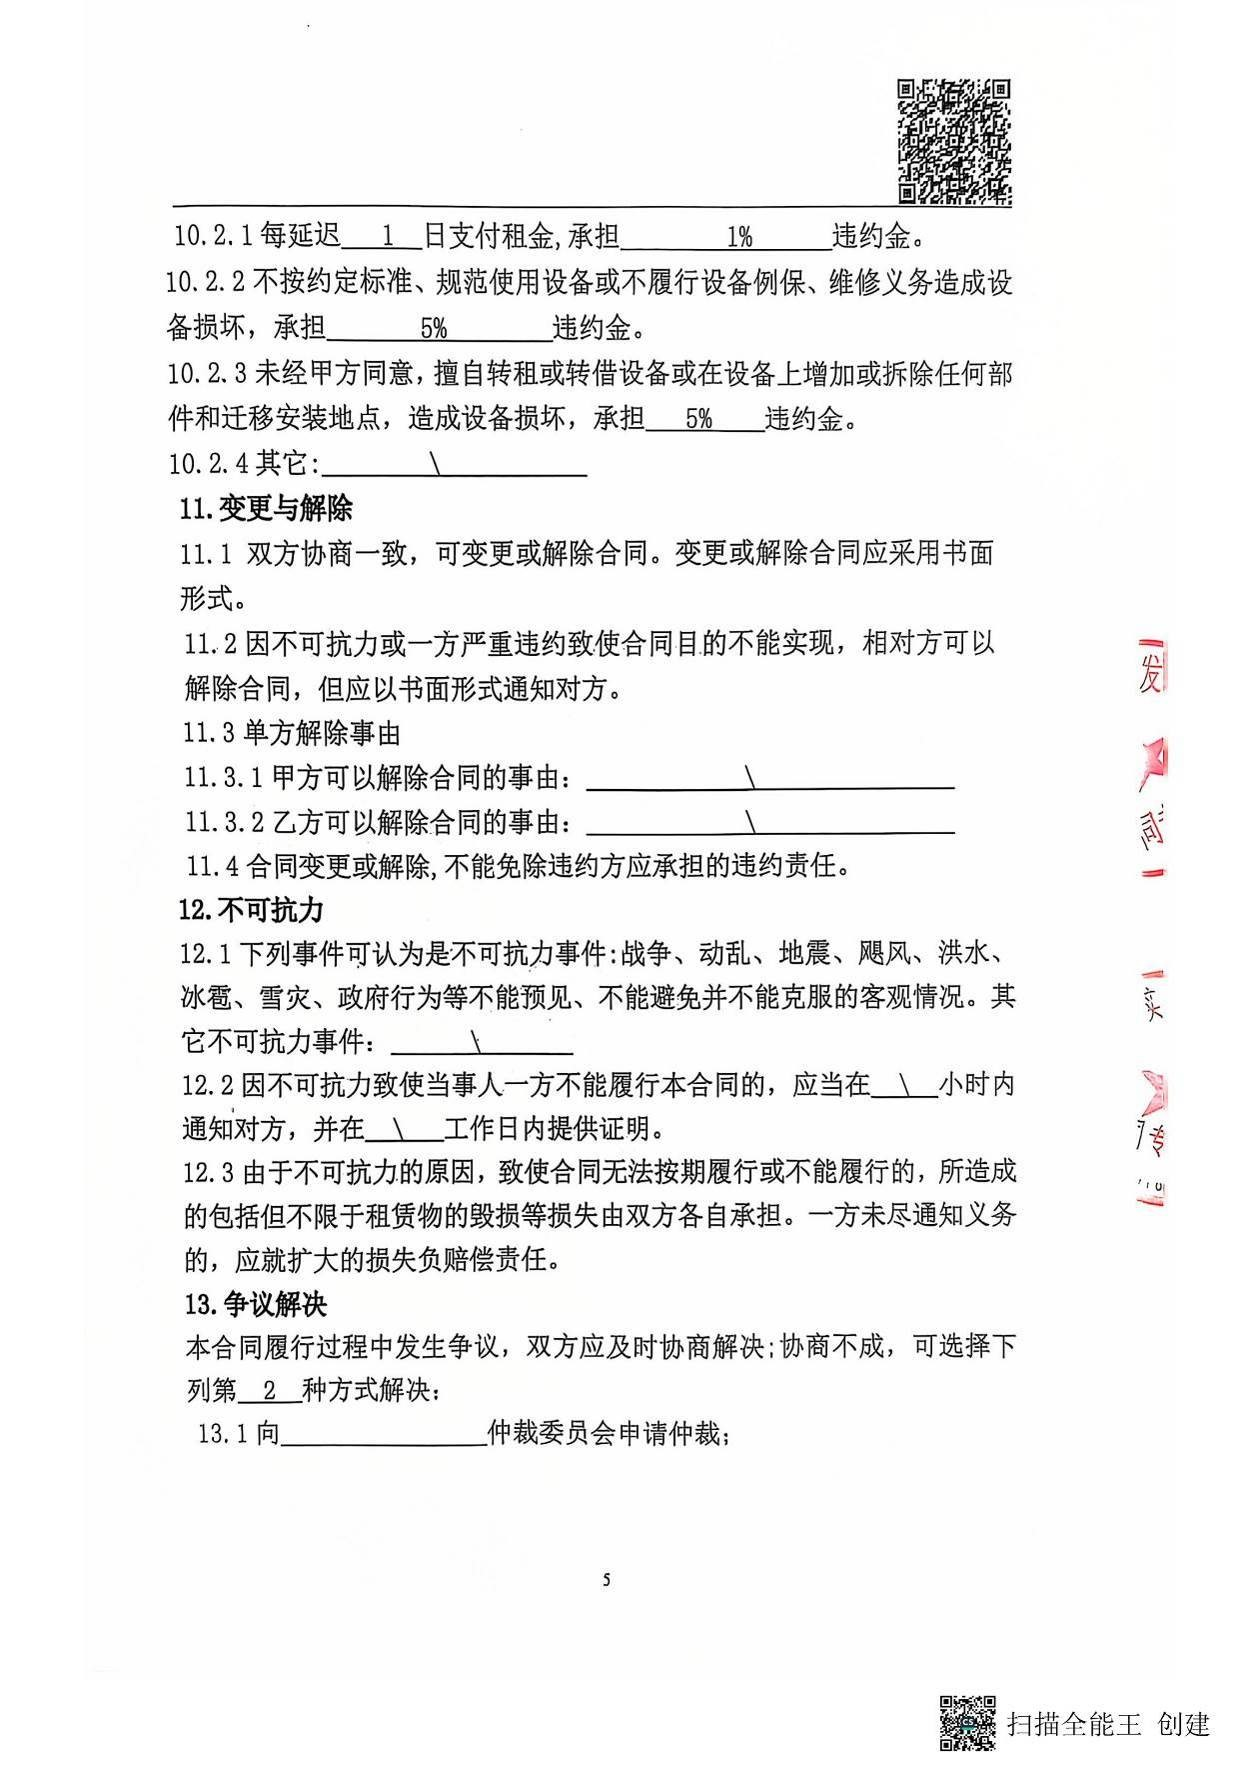 10.2.1 每延迟 1 日支付租金,承担 1% 违约金。
10.2.2 不按约定标准、规范使用设备或不履行设备例保、维修义务造成设
备损坏，承担 5% 违约金。
10.2.3 未经甲方同意，擅自转租或转借设备或在设备上增加或拆除任何部
件和迁移安装地点，造成设备损坏，承担 5% 违约金。
10.2.4 其它: \
11.变更与解除
11.1 双方协商一致，可变更或解除合同。变更或解除合同应采用书面
形式。
11.2 因不可抗力或一方严重违约致使合同目的不能实现，相对方可以
解除合同，但应以书面形式通知对方。
11.3 单方解除事由
11.3.1 甲方可以解除合同的事由： \
11.3.2 乙方可以解除合同的事由： \
11.4 合同变更或解除,不能免除违约方应承担的违约责任。
12.不可抗力
12.1 下列事件可认为是不可抗力事件:战争、动乱、地震、飓风、洪水、
冰雹、雪灾、政府行为等不能预见、不能避免并不能克服的客观情况。其
它不可抗力事件： \
12.2 因不可抗力致使当事人一方不能履行本合同的，应当在 \ 小时内
通知对方，并在 \ 工作日内提供证明。
12.3 由于不可抗力的原因，致使合同无法按期履行或不能履行的，所造成
的包括但不限于租赁物的毁损等损失由双方各自承担。一方未尽通知义务
的，应就扩大的损失负赔偿责任。
13.争议解决
本合同履行过程中发生争议，双方应及时协商解决;协商不成，可选择下
列第 2 种方式解决：
13.1 向 仲裁委员会申请仲裁；
5
扫描全能王 创建